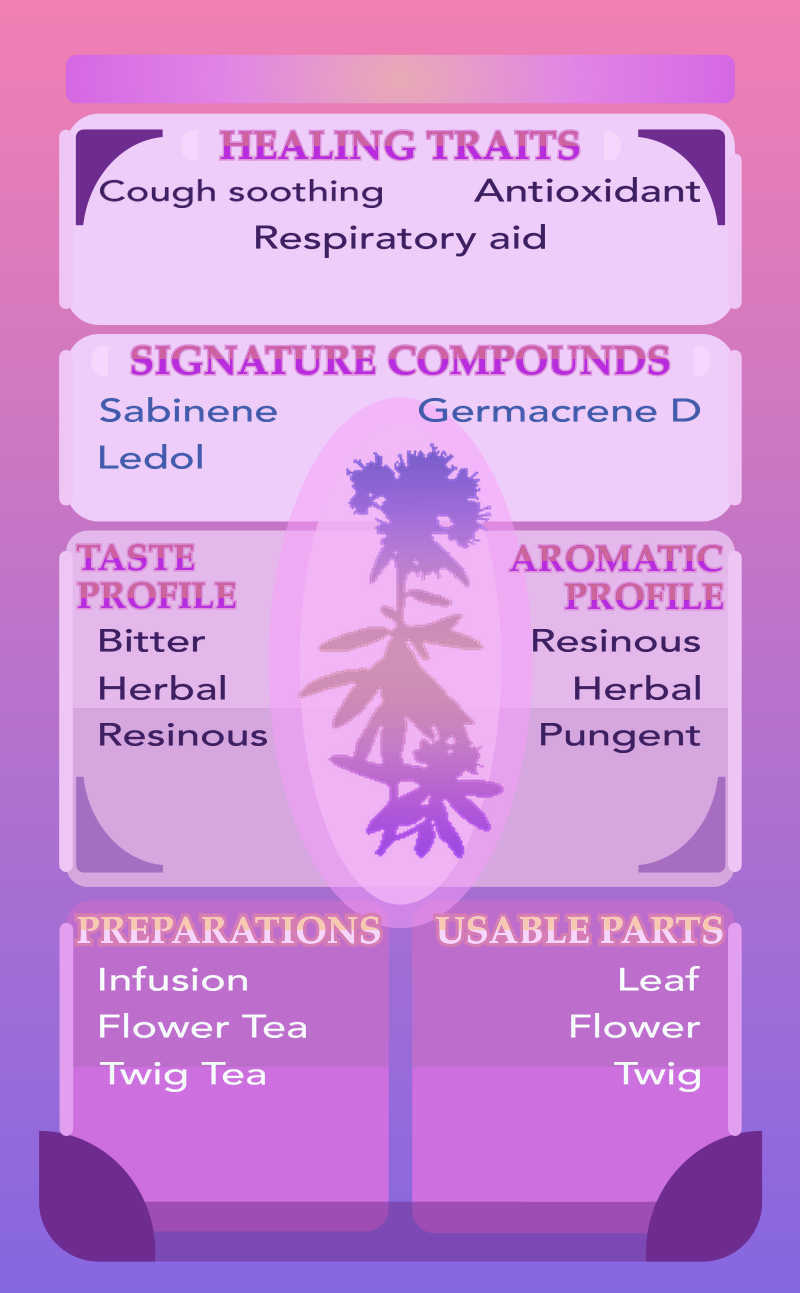 HEALING TRAITS
Cough soothing Antioxidant
Respiratory aid
SIGNATURE COMPOUNDS
Sabinene Germacrene D
Ledol
TASTE
PROFILE
Bitter
Herbal
Resinous
AROMATIC
PROFILE
Resinous
Herbal
Pungent
PREPARATIONS
Infusion
Flower Tea
Twig Tea
USABLE PARTS
Leaf
Flower
Twig